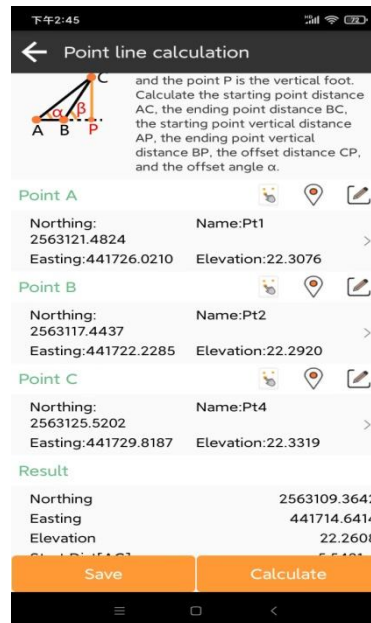 下午2:45
HD
72
Point line calculation
and the point P is the vertical foot.
Calculate the starting point distance
AC, the ending point distance BC,
the starting point vertical distance
AP, the ending point vertical
distance BP, the offset distance CP,
and the offset angle α.
C
α β
A B P
Point A
Northing: Name:Pt1
2563121.4824
Easting:441726.0210 Elevation:22.3076
Point B
Northing: Name:Pt2
2563117.4437
Easting:441722.2285 Elevation:22.2920
Point C
Northing: Name:Pt4
2563125.5202
Easting:441729.8187 Elevation:22.3319
Result
Northing 2563109.364
Easting 441714.641
Elevation 22.260
Save Calculate